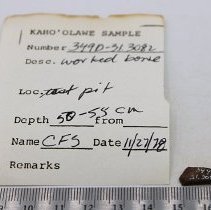 KAHO'OLAWE SAMPLE
Number 349D-31.3082
Desc. worked bone
Loc. test pit
Depth 50-55 cm from
Name CFS Date 11/27/78
Remarks